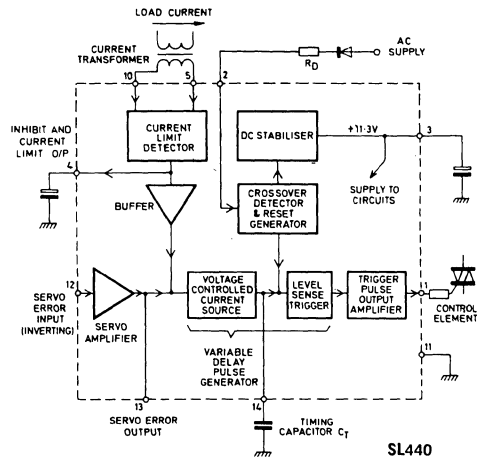 LOAD CURRENT
CURRENT
TRANSFORMER
AC
SUPPLY
RD
10
5
2
INHIBIT AND
CURRENT
LIMIT O/P
4
CURRENT
LIMIT
DETECTOR
DC
STABILISER
+11·3V
3
SUPPLY TO
CIRCUITS
BUFFER
CROSSOVER
DETECTOR
& RESET
GENERATOR
12
SERVO
ERROR
INPUT
(INVERTING)
SERVO
AMPLIFIER
VOLTAGE
CONTROLLED
CURRENT
SOURCE
LEVEL
SENSE
TRIGGER
TRIGGER
PULSE
OUTPUT
AMPLIFIER
1
CONTROL
ELEMENT
11
VARIABLE
DELAY
PULSE
GENERATOR
13
14
SERVO ERROR
OUTPUT
TIMING
CAPACITOR CT
SL440